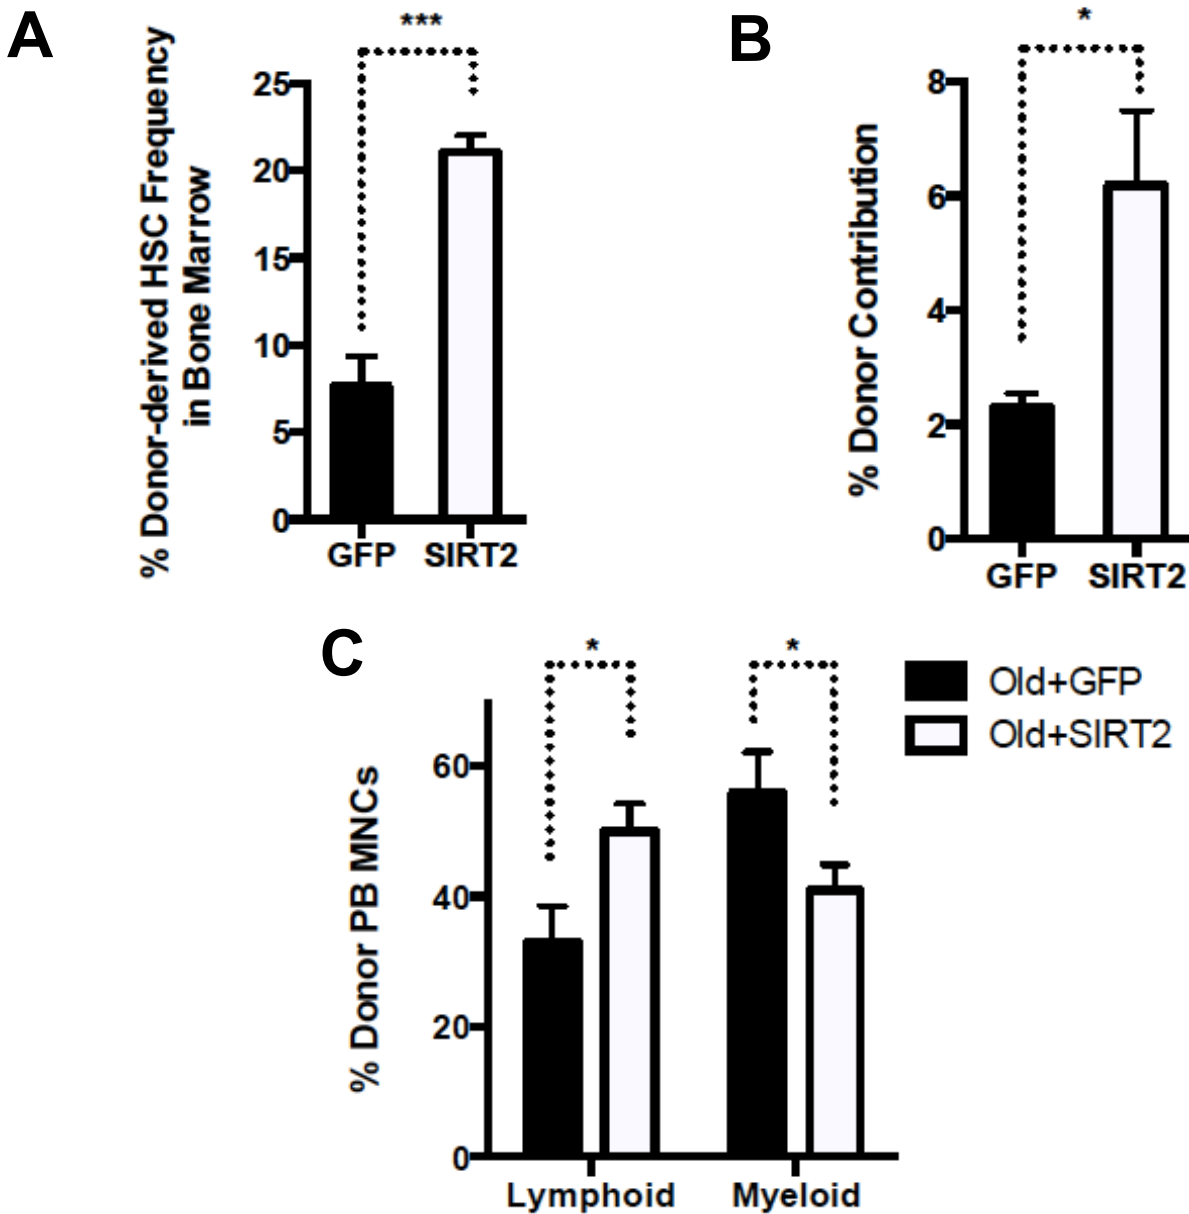 A
***
% Donor-derived HSC Frequency
in Bone Marrow
25
20
15
10
5
0
GFP SIRT2
B
*
% Donor Contribution
8
6
4
2
0
GFP SIRT2
C
* *
% Donor PB MNCs
60
40
20
0
Lymphoid Myeloid
Old+GFP
Old+SIRT2